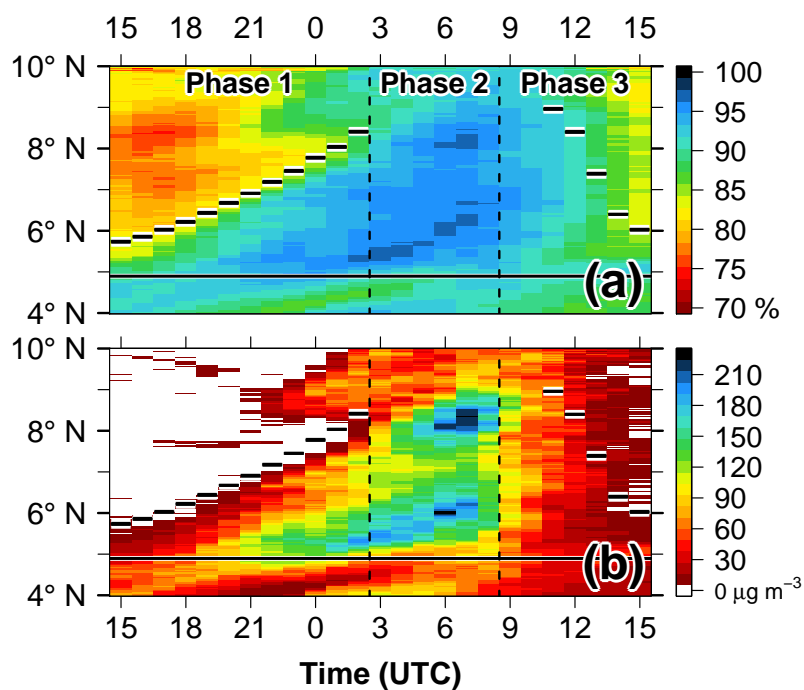 15 18 21 0 3 6 9 12 15
10° N
Phase 1 Phase 2 Phase 3
8° N
6° N
4° N
(a)
100
95
90
85
80
75
70 %
10° N
8° N
6° N
4° N
(b)
210
180
150
120
90
60
30
0 µg m⁻³
15 18 21 0 3 6 9 12 15
Time (UTC)